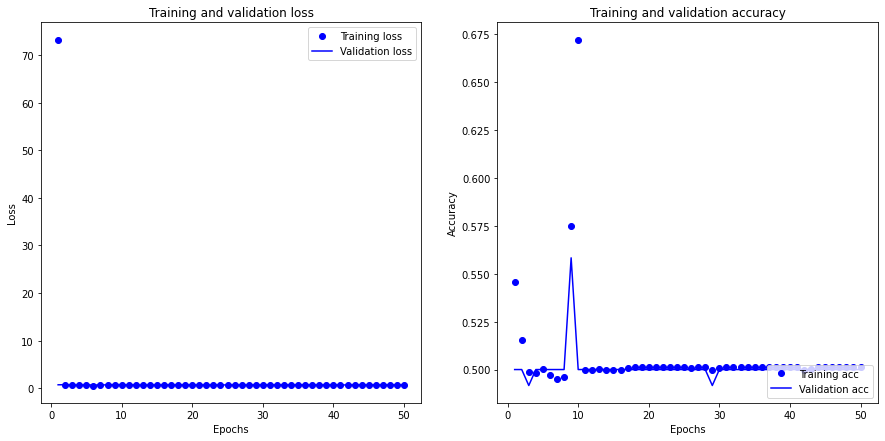 Training and validation loss
Training loss
Validation loss
70
60
50
40
30
20
10
0
Loss
0 10 20 30 40 50
Epochs
Training and validation accuracy
0.675
0.650
0.625
0.600
0.575
0.550
0.525
0.500
Accuracy
Training acc
Validation acc
0 10 20 30 40 50
Epochs